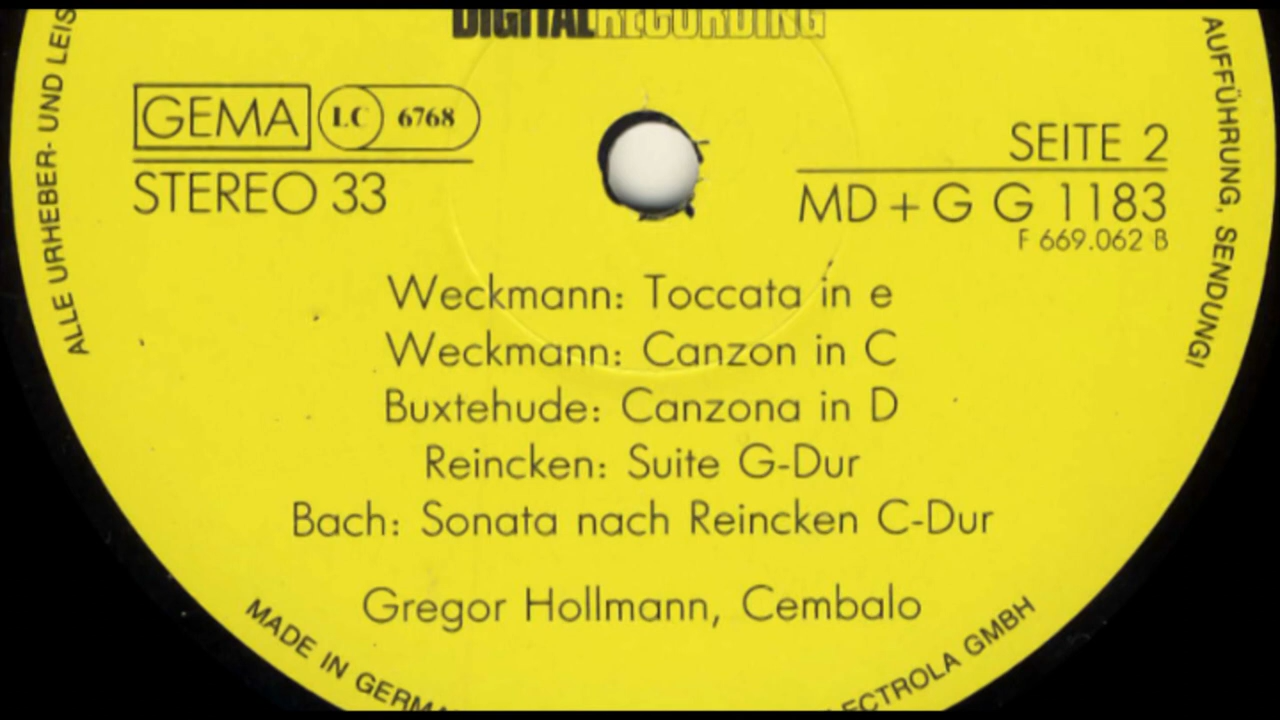 DIGITAL RECORDING
GEMA LC 6768
STEREO 33
SEITE 2
MD+G G 1183
F 669.062 B
Weckmann: Toccata in e
Weckmann: Canzon in C
Buxtehude: Canzona in D
Reincken: Suite G-Dur
Bach: Sonata nach Reincken C-Dur
Gregor Hollmann, Cembalo
ALLE URHEBER- UND LEIS
AUFFÜHRUNG, SENDUNG!
MADE IN GERMA
LECTROLA GMBH